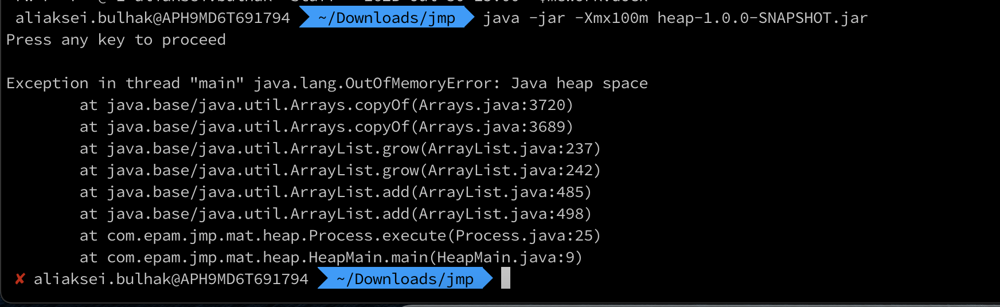 aliaksei.bulhak@APH9MD6T691794 ~/Downloads/jmp java -jar -Xmx100m heap-1.0.0-SNAPSHOT.jar
Press any key to proceed
Exception in thread "main" java.lang.OutOfMemoryError: Java heap space
at java.base/java.util.Arrays.copyOf(Arrays.java:3720)
at java.base/java.util.Arrays.copyOf(Arrays.java:3689)
at java.base/java.util.ArrayList.grow(ArrayList.java:237)
at java.base/java.util.ArrayList.grow(ArrayList.java:242)
at java.base/java.util.ArrayList.add(ArrayList.java:485)
at java.base/java.util.ArrayList.add(ArrayList.java:498)
at com.epam.jmp.mat.heap.Process.execute(Process.java:25)
at com.epam.jmp.mat.heap.HeapMain.main(HeapMain.java:9)
✘ aliaksei.bulhak@APH9MD6T691794 ~/Downloads/jmp